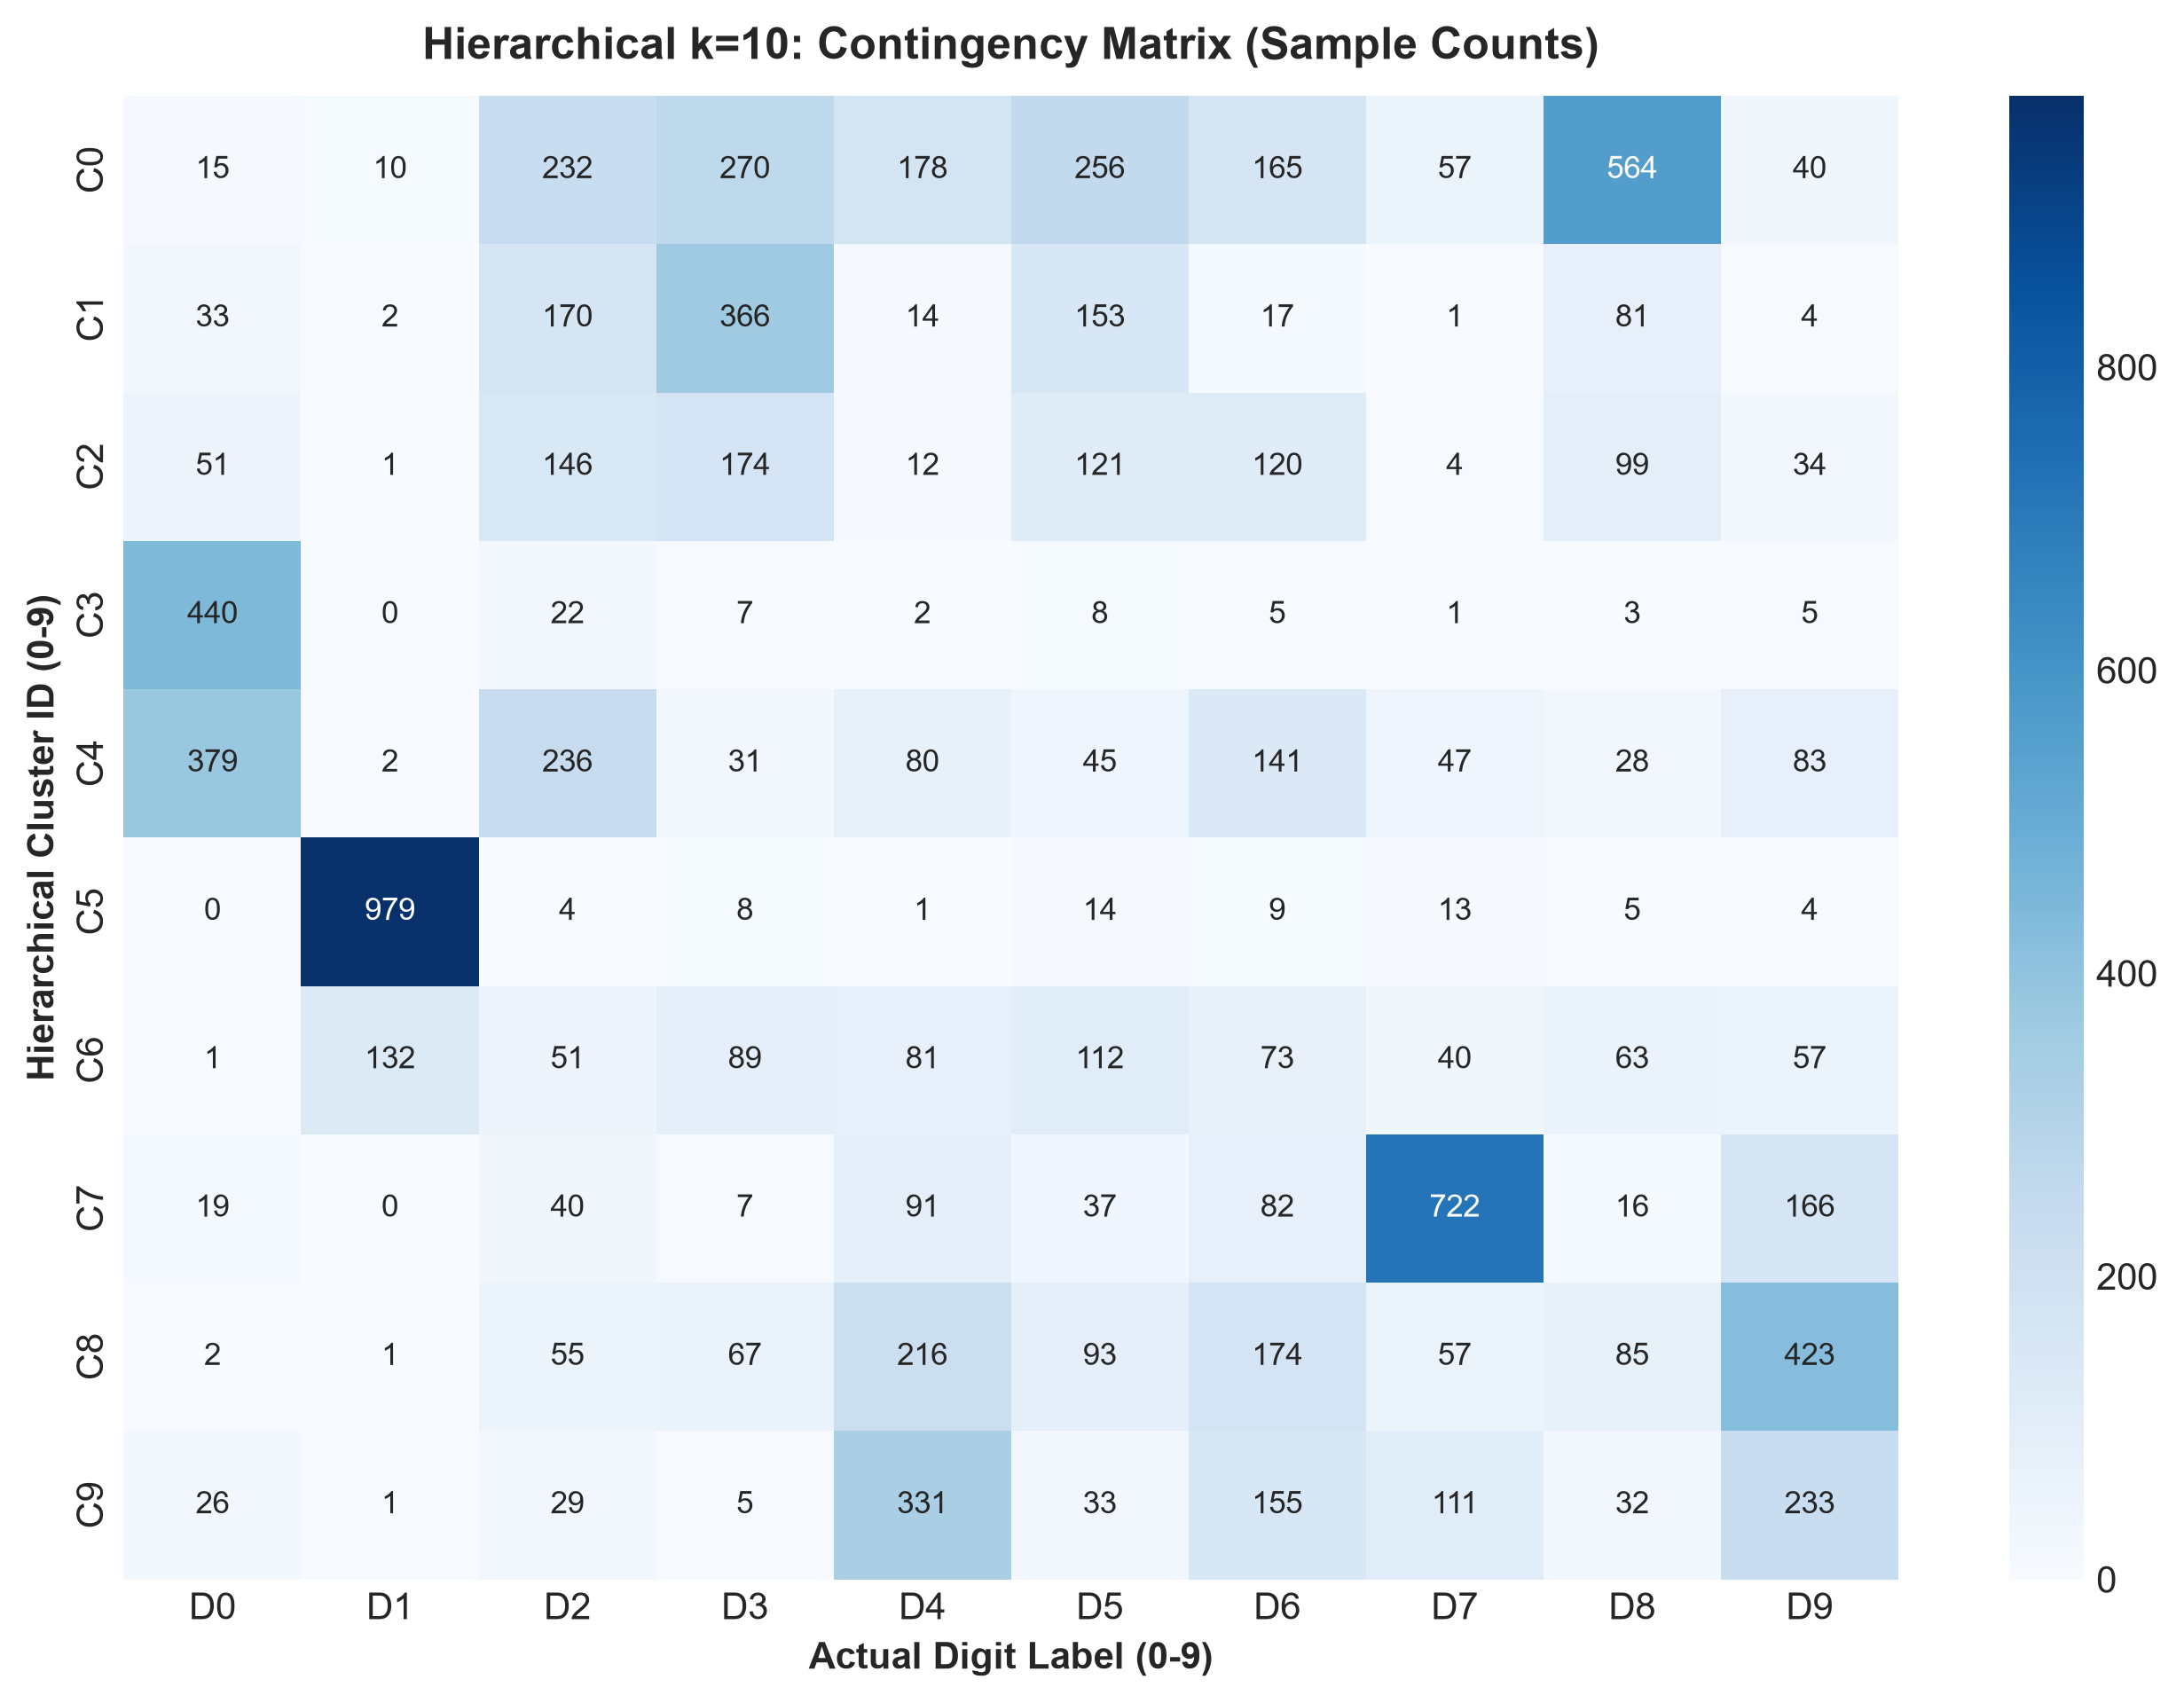 Hierarchical k=10: Contingency Matrix (Sample Counts)
Hierarchical Cluster ID (0-9)
C0 15 10 232 270 178 256 165 57 564 40
C1 33 2 170 366 14 153 17 1 81 4
C2 51 1 146 174 12 121 120 4 99 34
C3 440 0 22 7 2 8 5 1 3 5
C4 379 2 236 31 80 45 141 47 28 83
C5 0 979 4 8 1 14 9 13 5 4
C6 1 132 51 89 81 112 73 40 63 57
C7 19 0 40 7 91 37 82 722 16 166
C8 2 1 55 67 216 93 174 57 85 423
C9 26 1 29 5 331 33 155 111 32 233
D0 D1 D2 D3 D4 D5 D6 D7 D8 D9
Actual Digit Label (0-9)
800
600
400
200
0